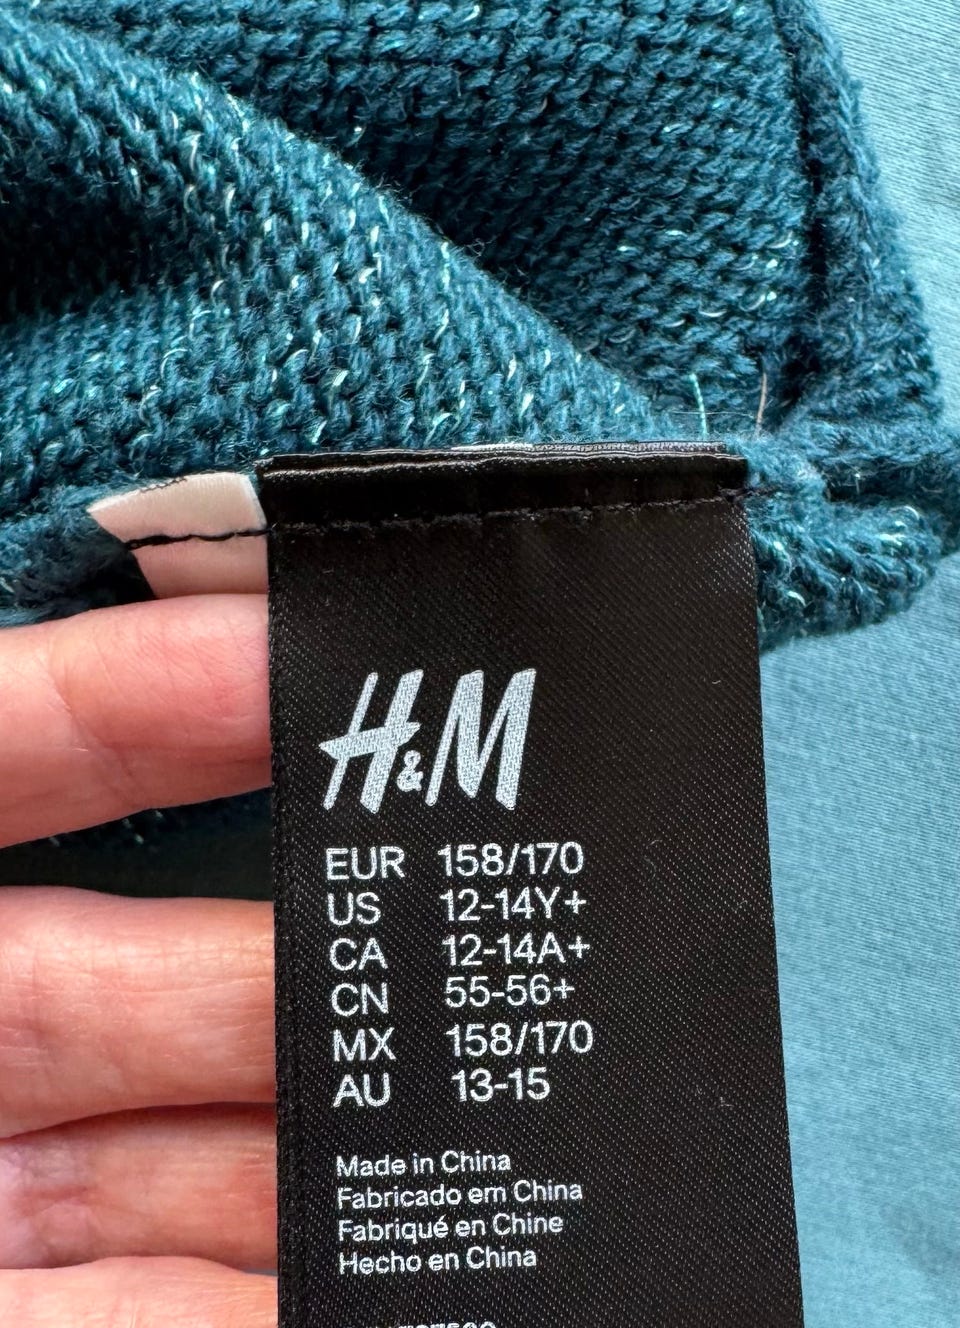 H&M
EUR 158/170
US 12-14Y+
CA 12-14A+
CN 55-56+
MX 158/170
AU 13-15
Made in China
Fabricado em China
Fabriqué en Chine
Hecho en China